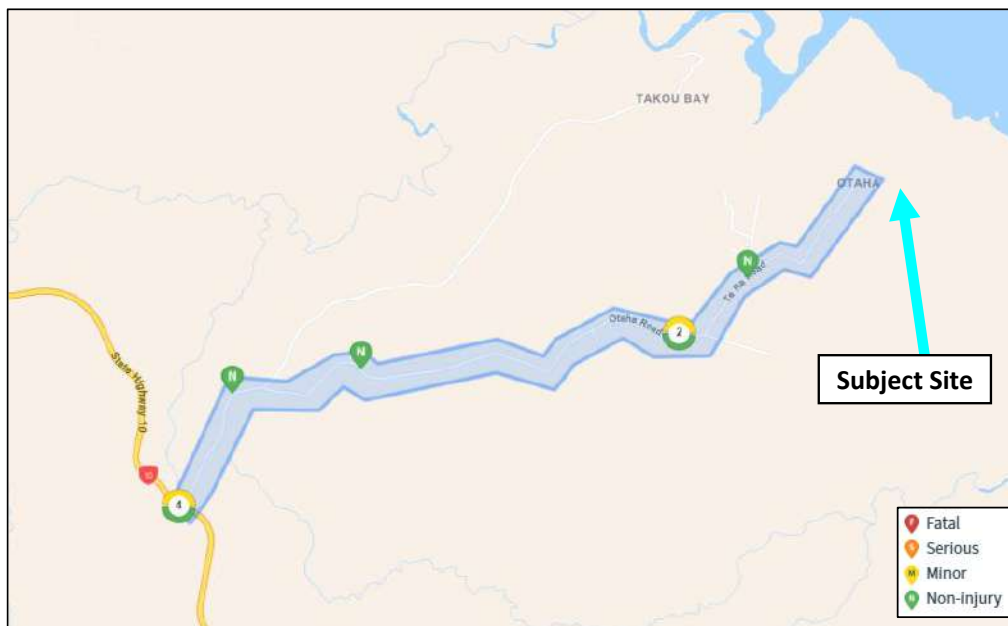 TAKOU BAY
OTAHA
N
Te Ra Road
Otaha Road
2
N
N
State Highway 10
10
4
Subject Site
F Fatal
S Serious
M Minor
N Non-injury